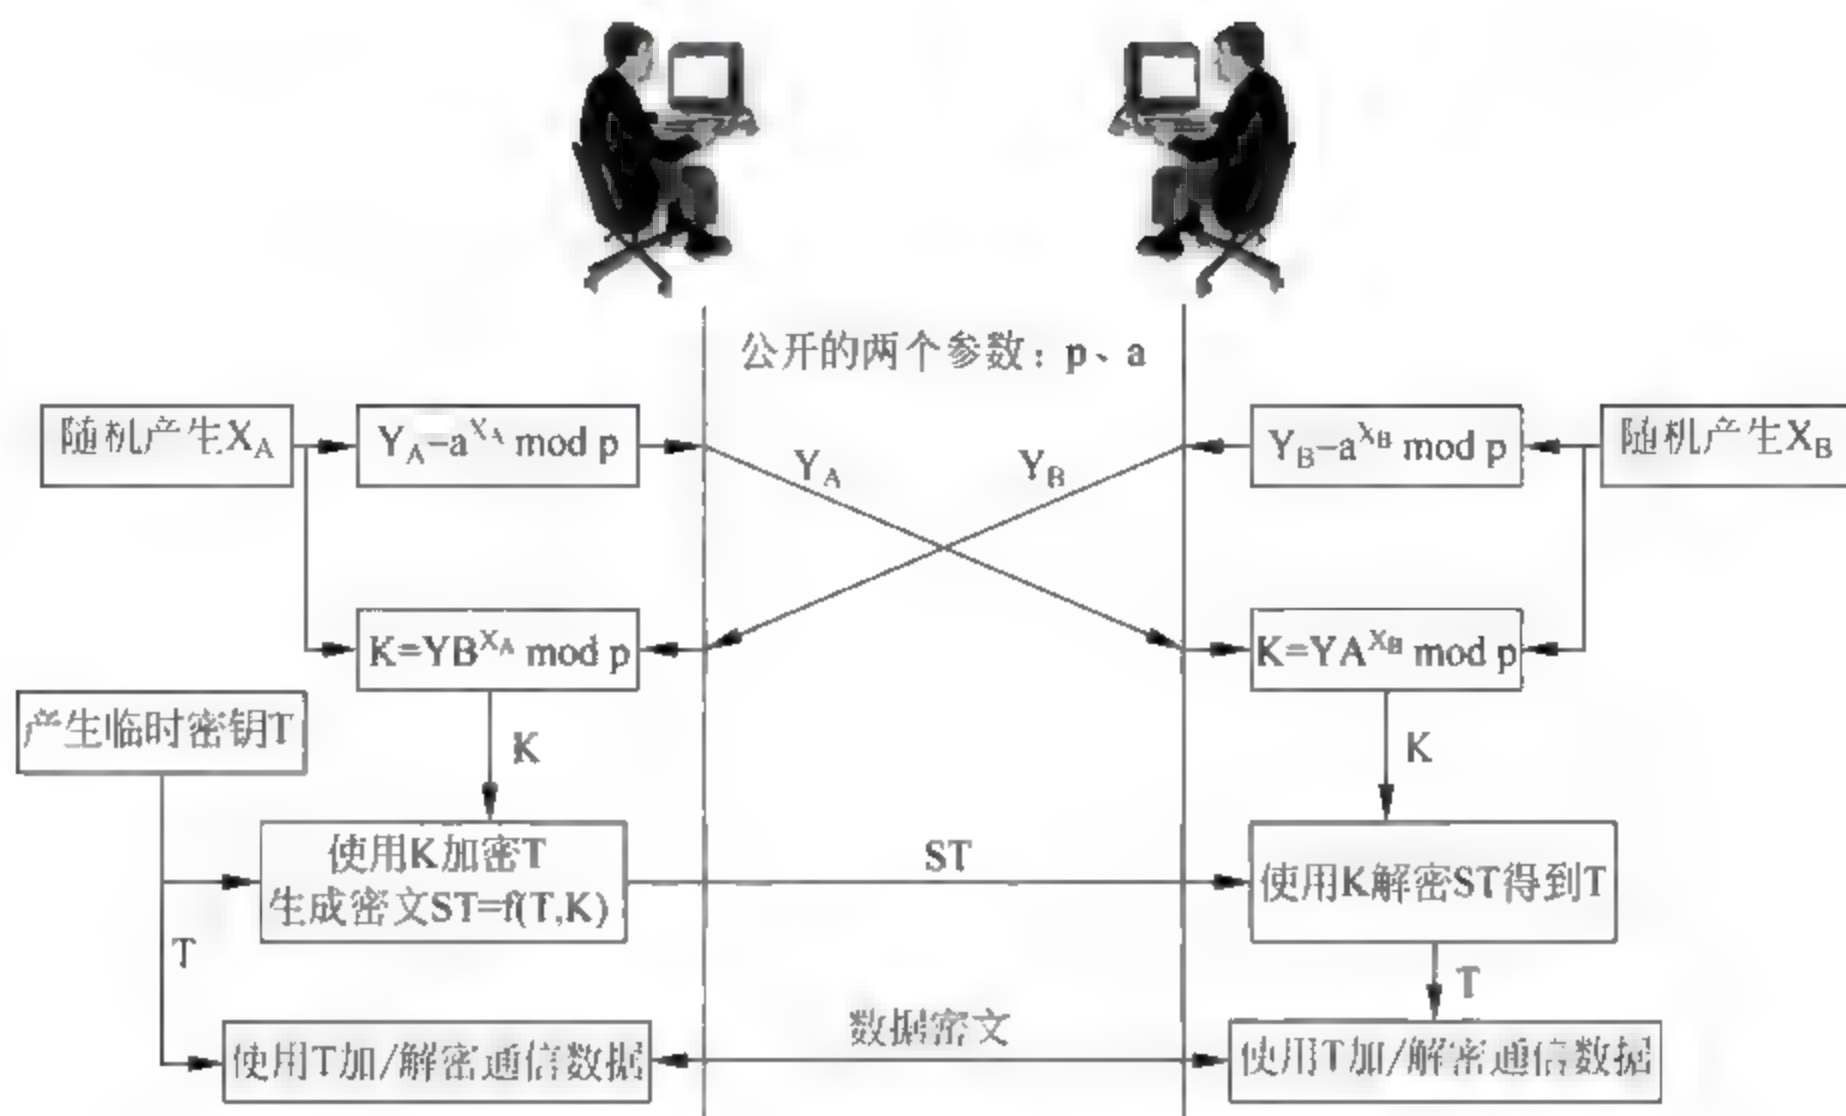 公开的两个参数：p、a
随机产生X_A
Y_A=a^{X_A} mod p
Y_A
Y_B
Y_B=a^{X_B} mod p
随机产生X_B
K=YB^{X_A} mod p
K=YA^{X_B} mod p
产生临时密钥T
K
K
使用K加密T
生成密文ST=f(T,K)
ST
使用K解密ST得到T
T
T
数据密文
使用T加/解密通信数据
使用T加/解密通信数据